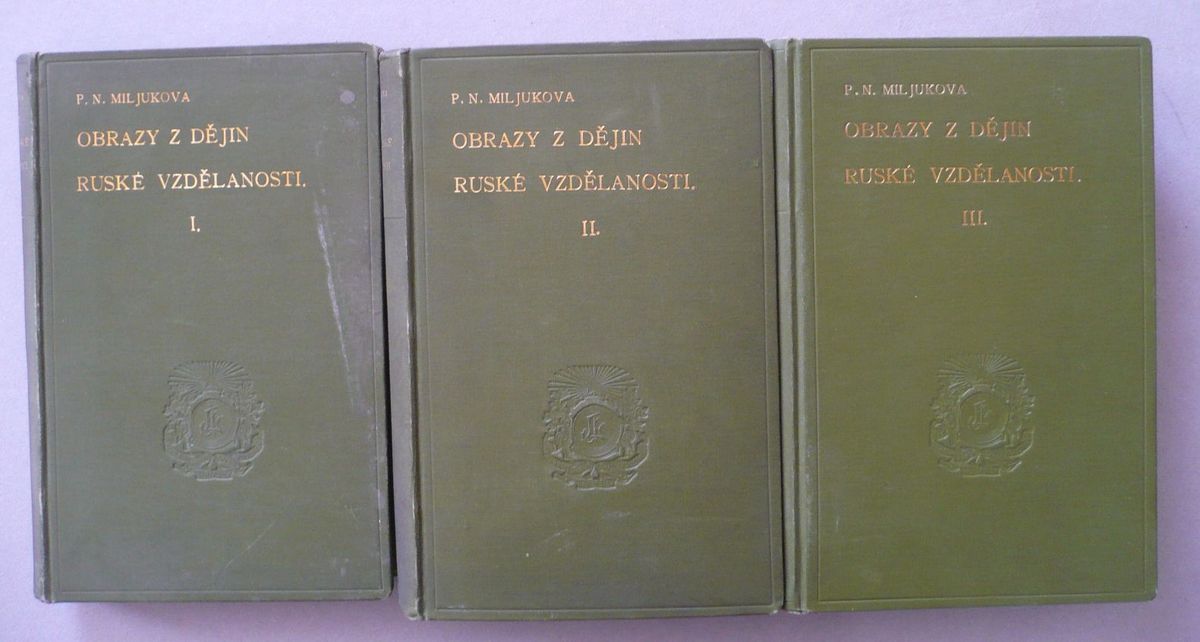 P. N. MILJUKOVA
OBRAZY Z DĚJIN
RUSKÉ VZDĚLANOSTI.
I.
P. N. MILJUKOVA
OBRAZY Z DĚJIN
RUSKÉ VZDĚLANOSTI.
II.
P. N. MILJUKOVA
OBRAZY Z DĚJIN
RUSKÉ VZDĚLANOSTI.
III.